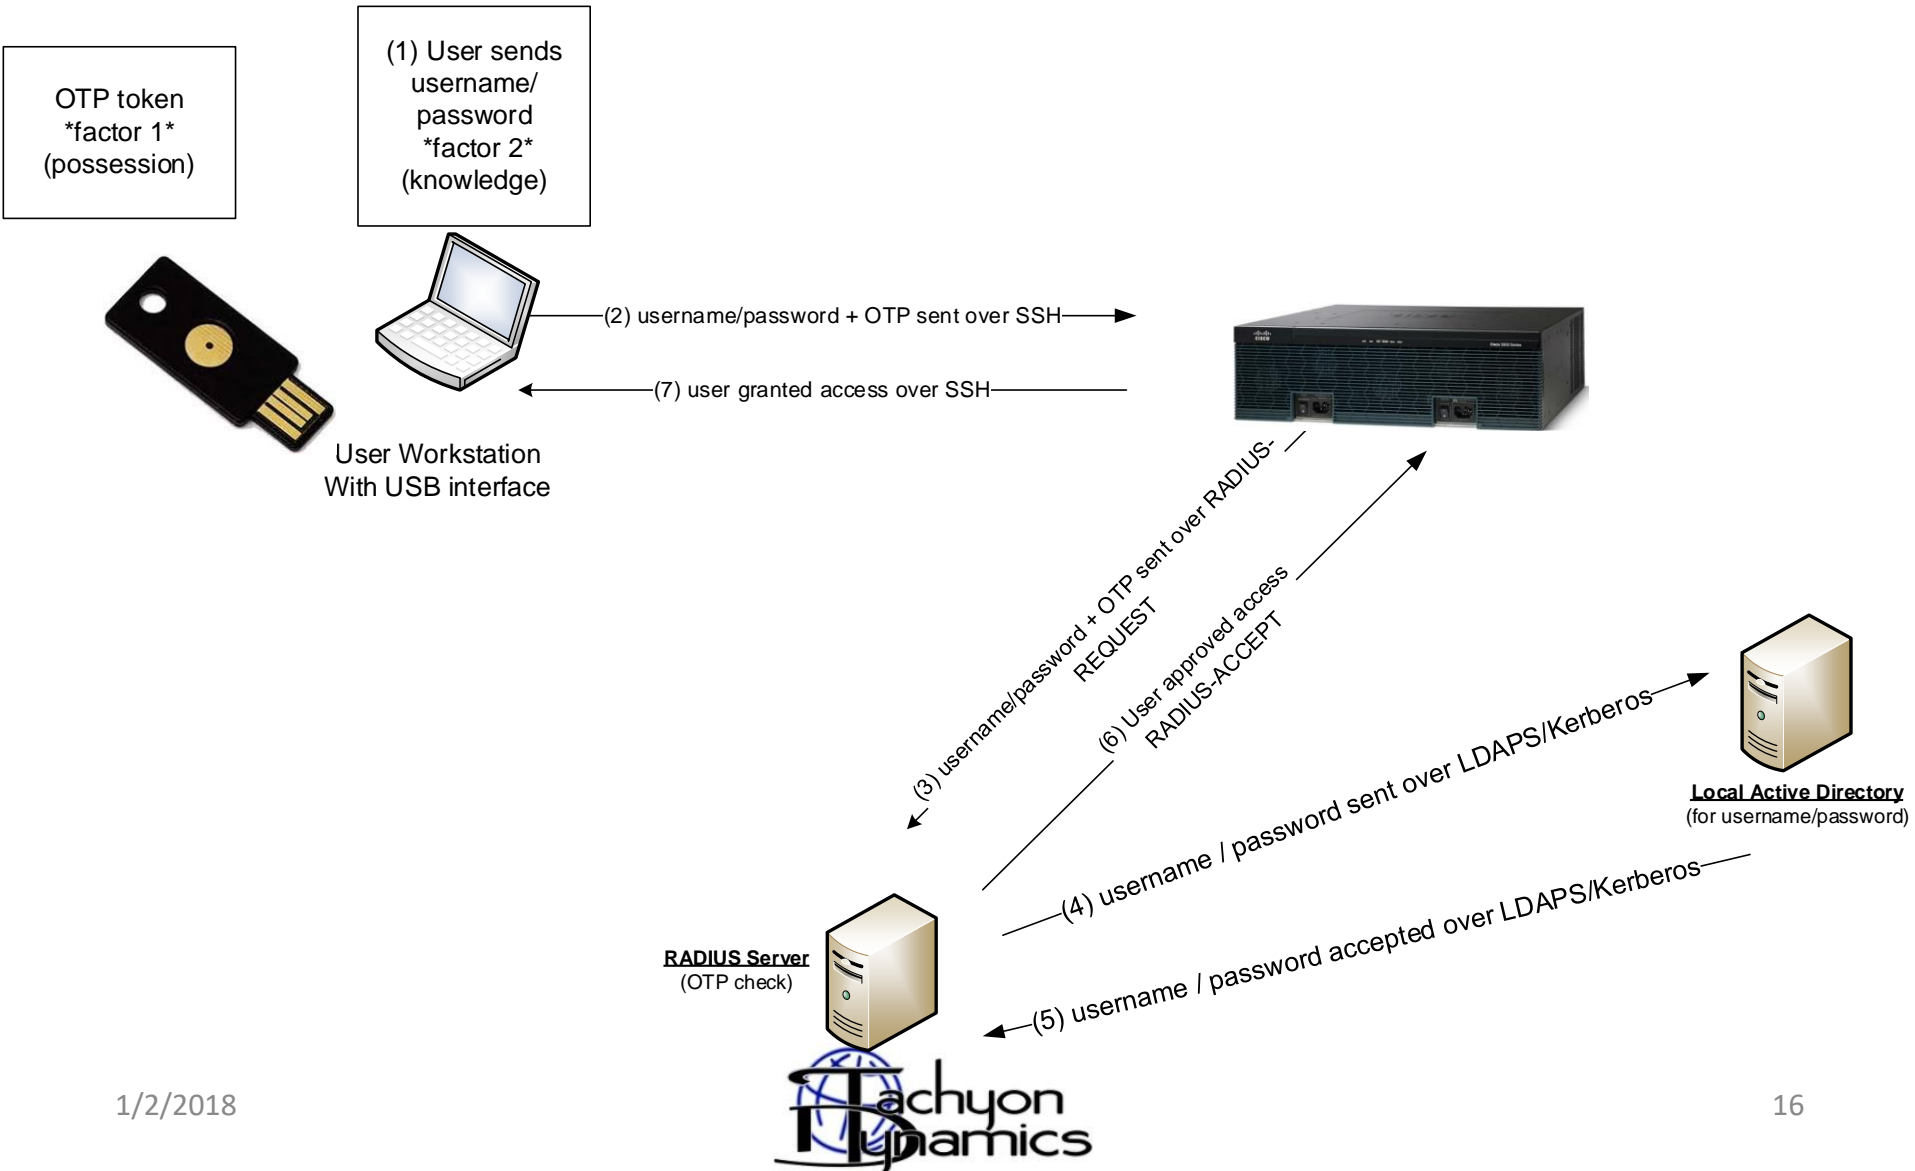 OTP token
*factor 1*
(possession)
(1) User sends
username/
password
*factor 2*
(knowledge)
(2) username/password + OTP sent over SSH
(7) user granted access over SSH
User Workstation
With USB interface
(3) username/password + OTP sent over RADIUS-
REQUEST
(6) User approved access
RADIUS-ACCEPT
(4) username / password sent over LDAPS/Kerberos
(5) username / password accepted over LDAPS/Kerberos
Local Active Directory
(for username/password)
RADIUS Server
(OTP check)
1/2/2018
Tachyon
Dynamics
16